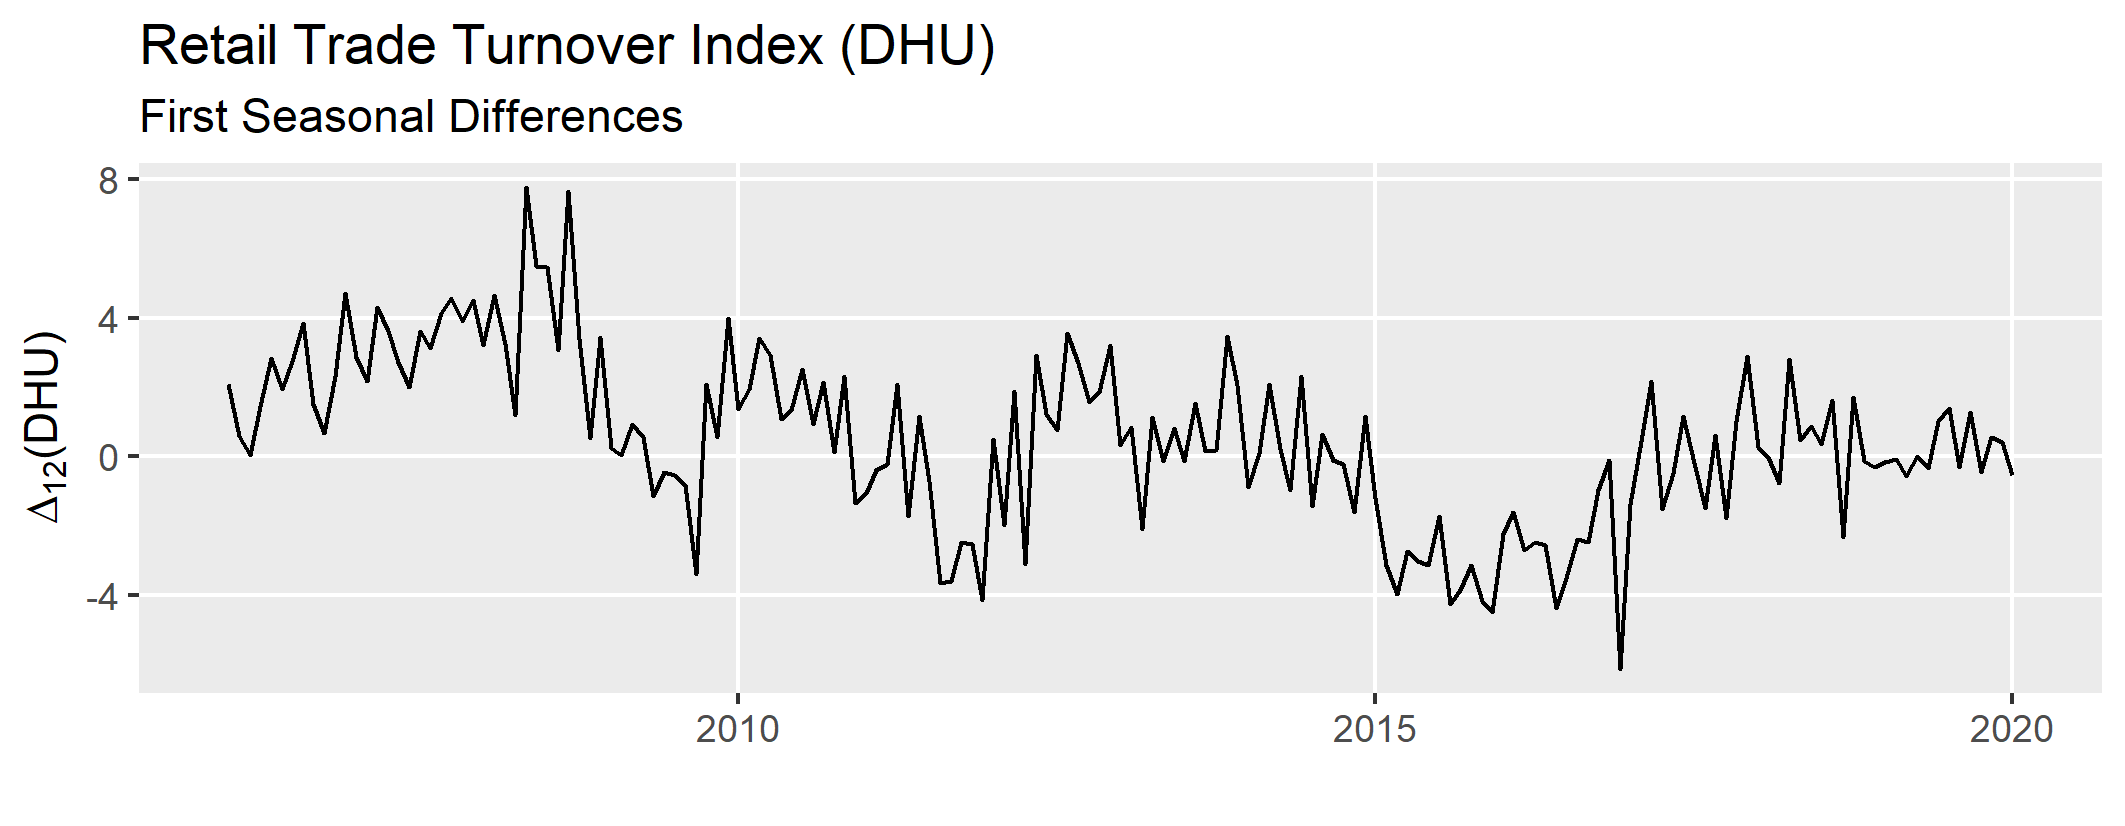 Retail Trade Turnover Index (DHU)
First Seasonal Differences
Δ₁₂(DHU)
8
4
0
-4
2010
2015
2020